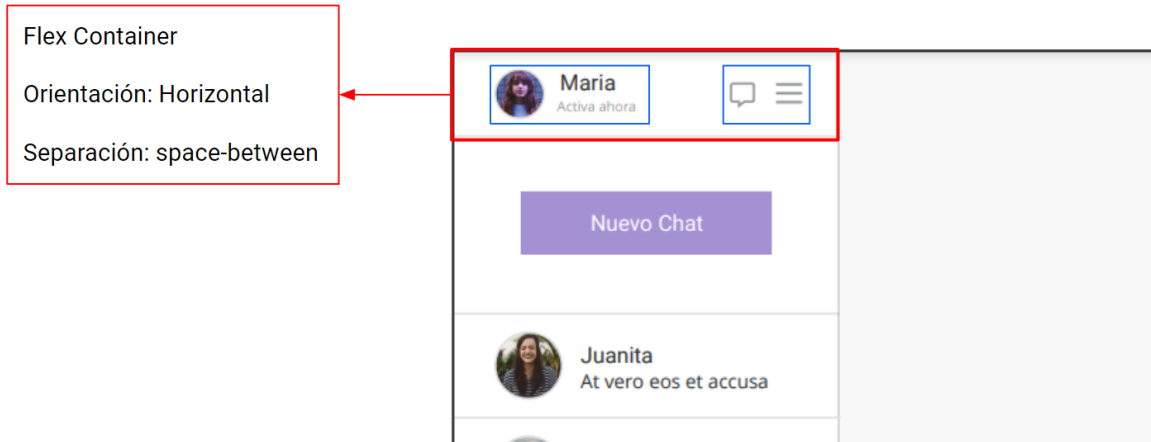 Flex Container
Orientación: Horizontal
Separación: space-between
Maria
Activa ahora
Nuevo Chat
Juanita
At vero eos et accusa